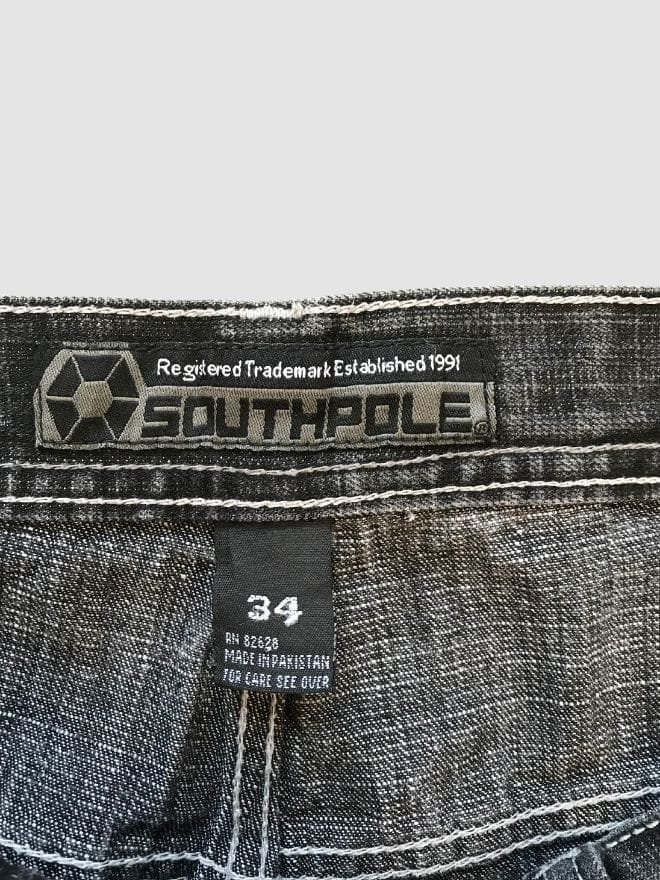 Registered Trademark Established 1991
SOUTHPOLE®
34
RN 82628
MADE IN PAKISTAN
FOR CARE SEE OVER